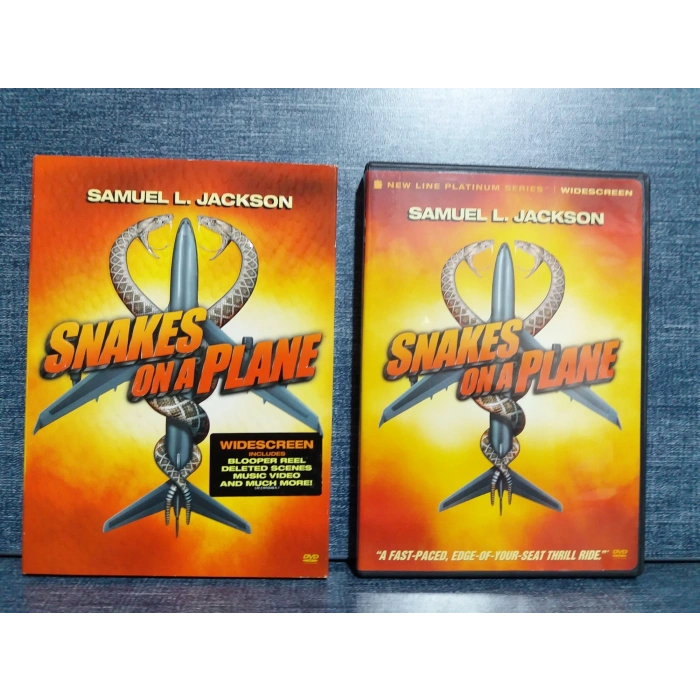 SAMUEL L. JACKSON
SNAKES
ON A PLANE
WIDESCREEN
INCLUDES
BLOOPER REEL
DELETED SCENES
MUSIC VIDEO
AND MUCH MORE!
DVD
NEW LINE PLATINUM SERIES | WIDESCREEN
SAMUEL L. JACKSON
SNAKES
ON A PLANE
"A FAST-PACED, EDGE-OF-YOUR-SEAT THRILL RIDE."
DVD